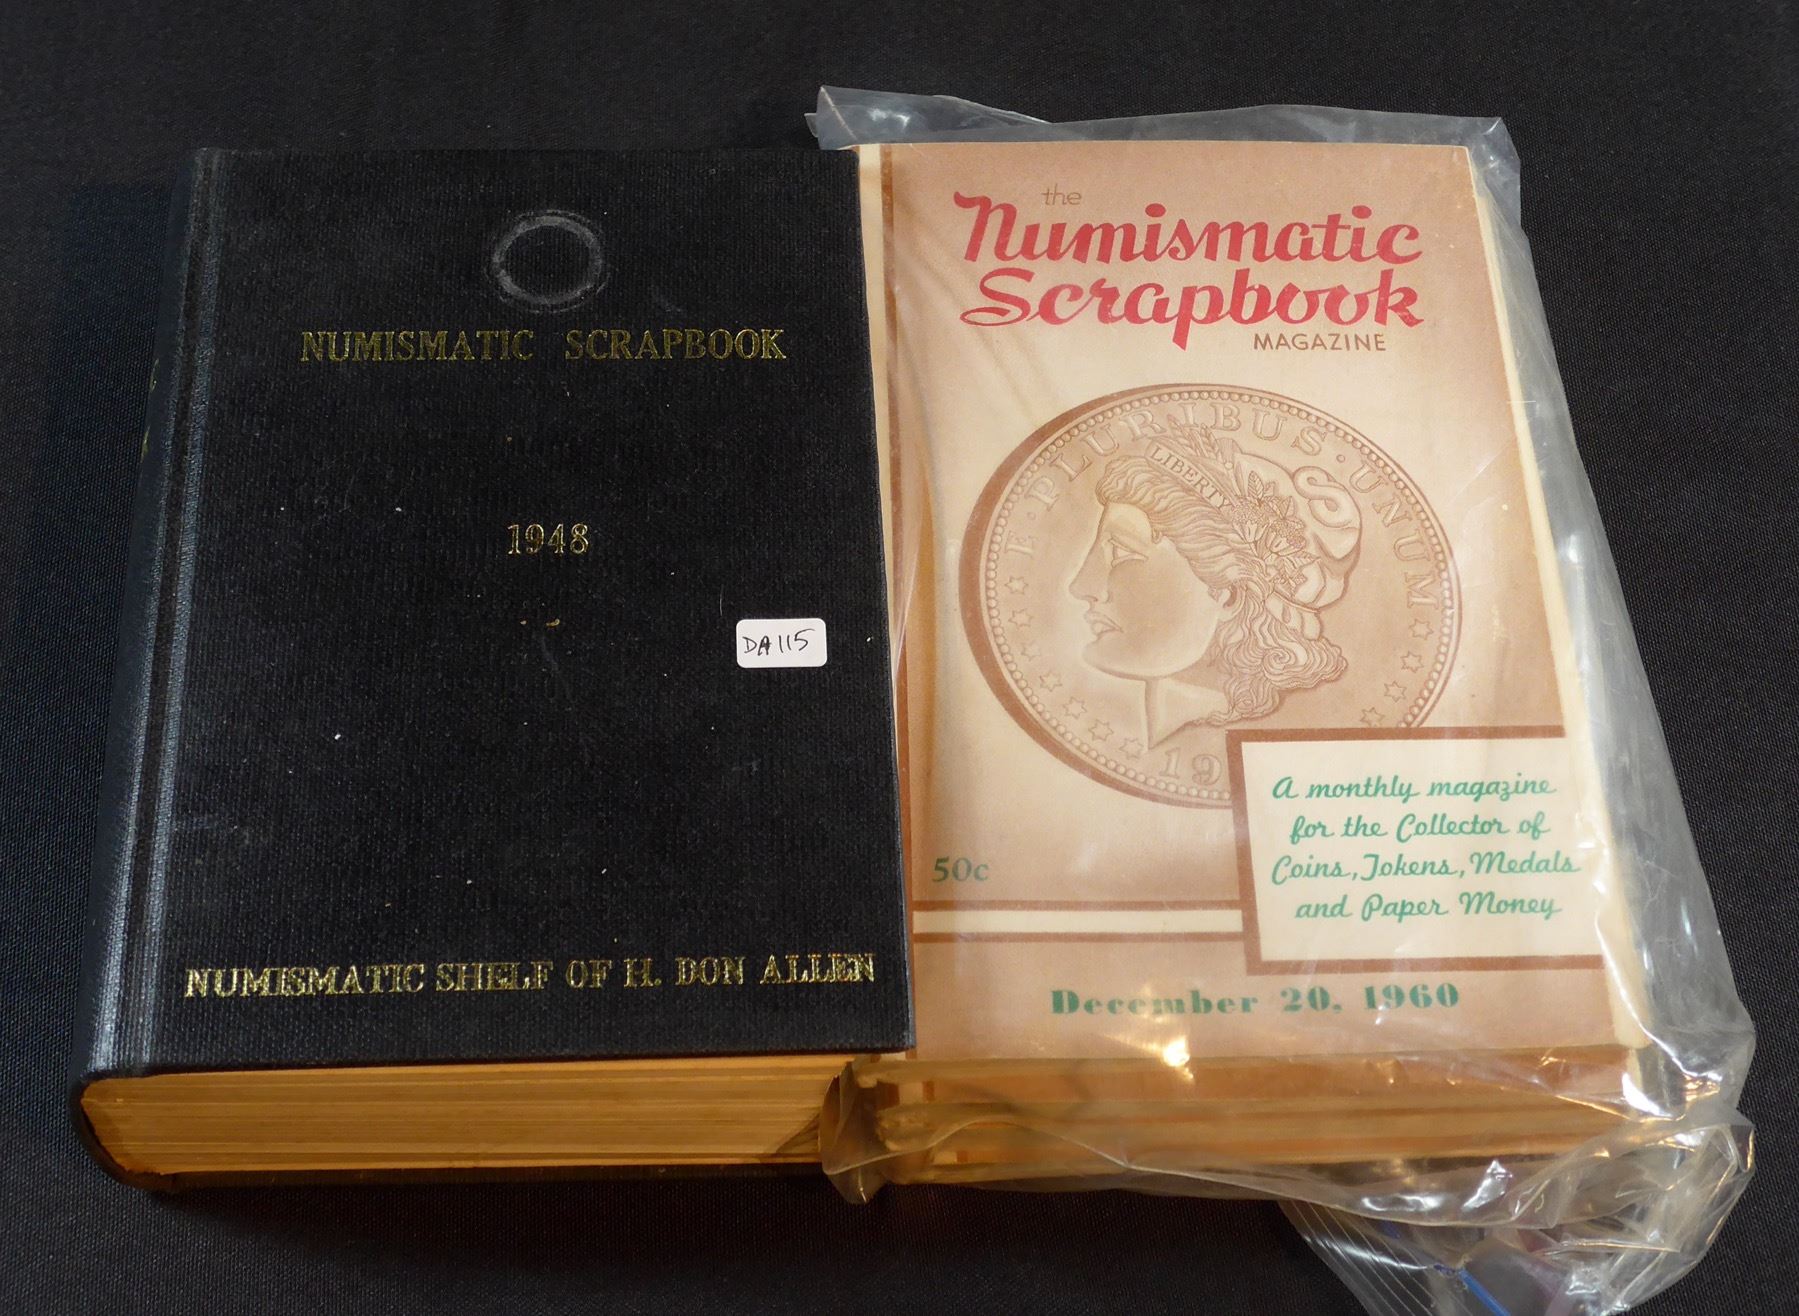 NUMISMATIC SCRAPBOOK
1948
DA115
NUMISMATIC SHELF OF H. DON ALLEN
the
Numismatic
Scrapbook
MAGAZINE
E · PLURIBUS · UNUM
LIBERTY
19
50c
A monthly magazine
for the Collector of
Coins, Tokens, Medals
and Paper Money
December 20, 1960